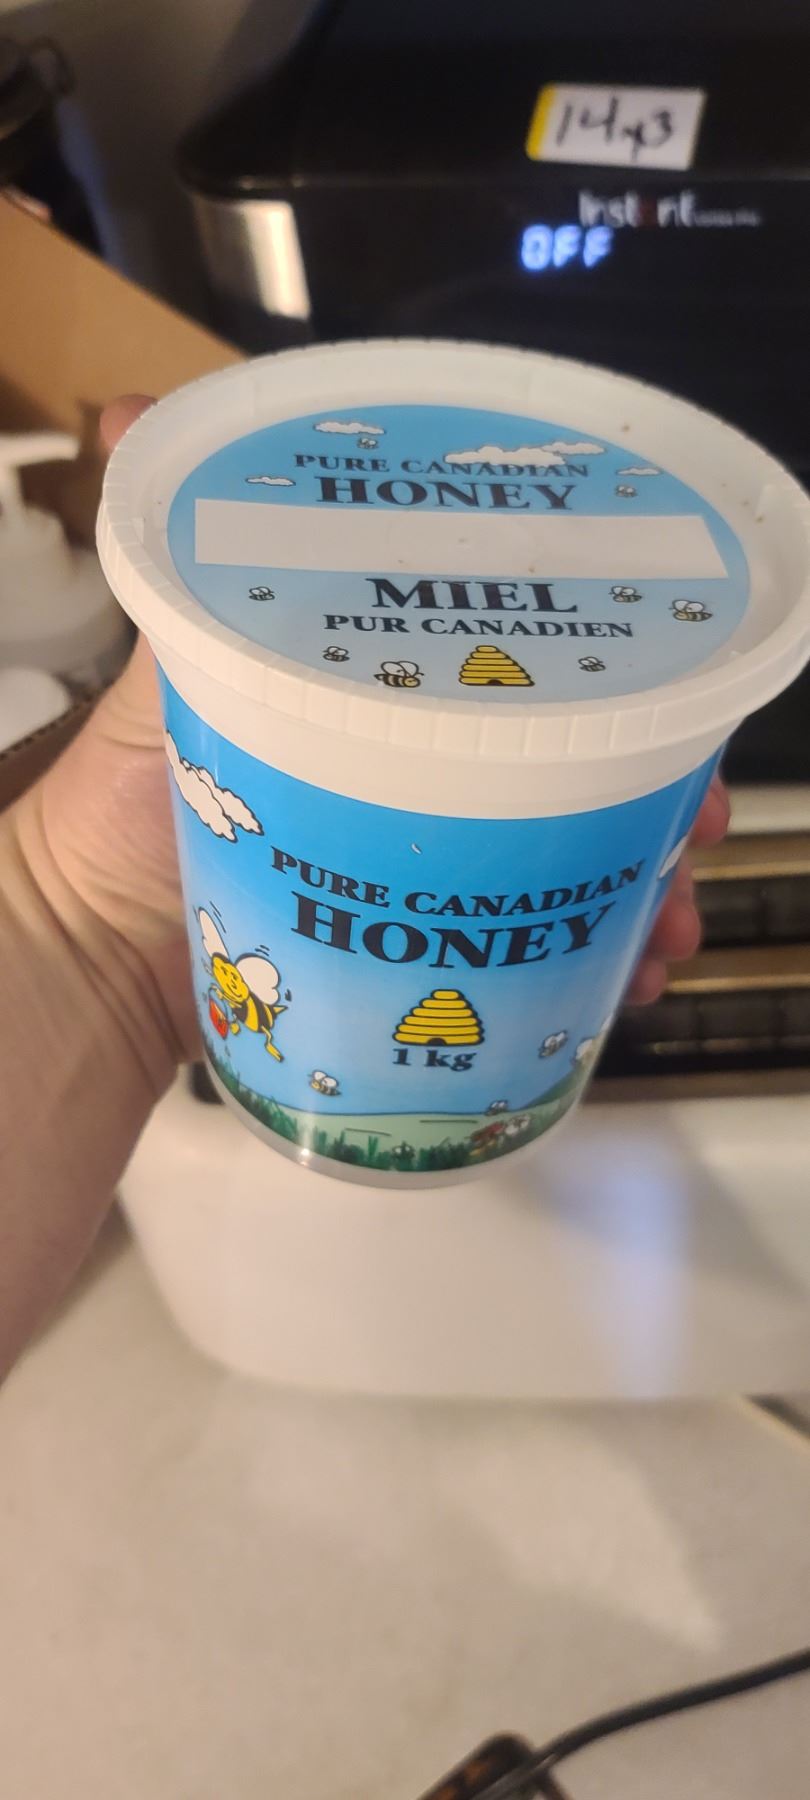 14x3
Instant
OFF
PURE CANADIAN
HONEY
MIEL
PUR CANADIEN
PURE CANADIAN
HONEY
1 kg